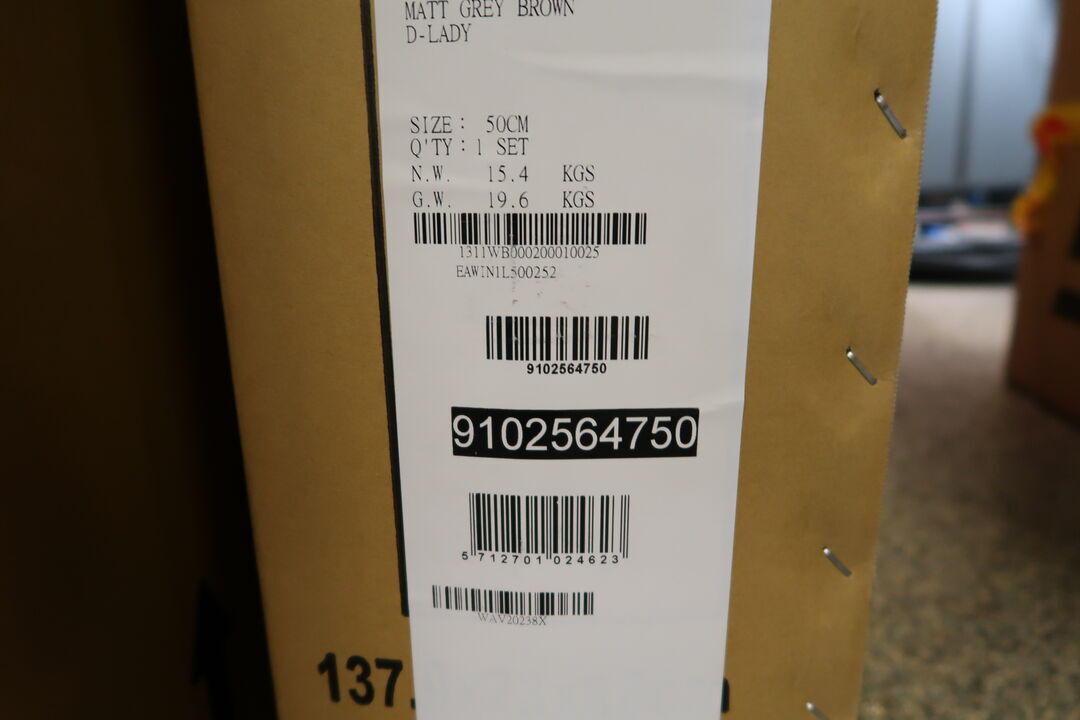 MATT GREY BROWN
D-LADY
SIZE: 50CM
Q'TY: 1 SET
N.W. 15.4 KGS
G.W. 19.6 KGS
1311WB000200010025
EAWIN1L500252
9102564750
9102564750
5 712701 024623
WAV20238X
137.